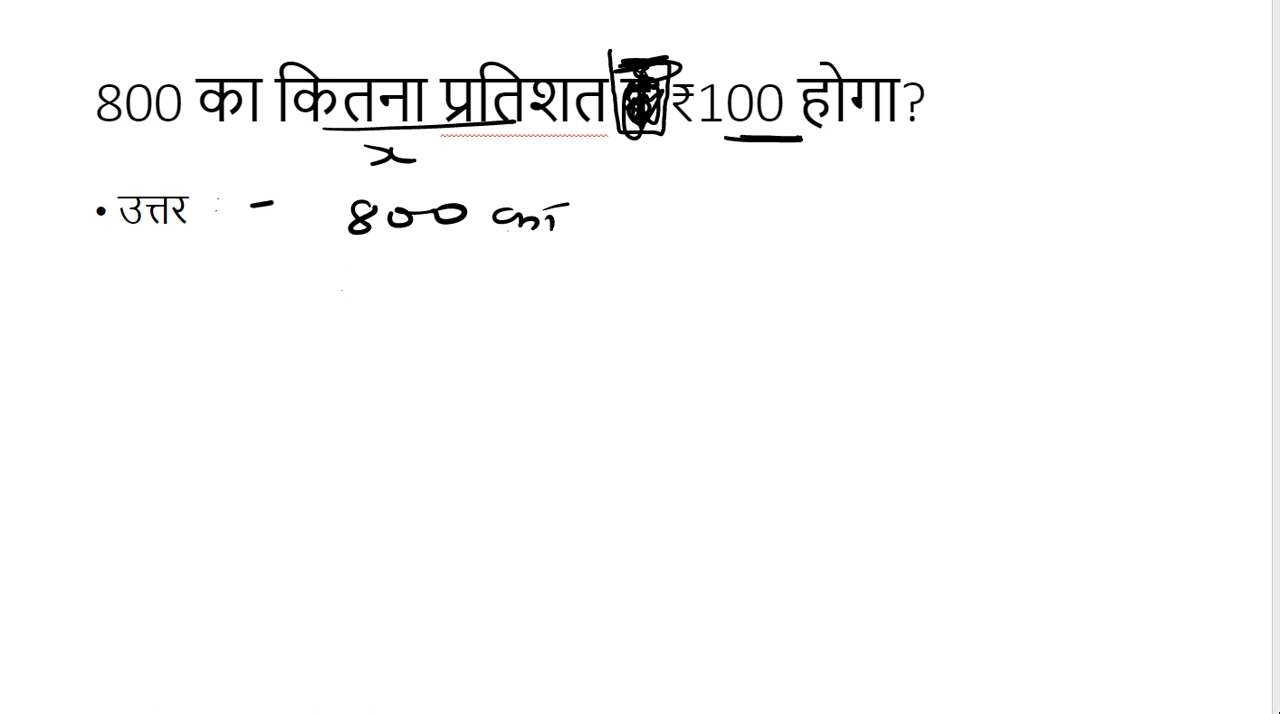 800 का कितना प्रतिशत ₹100 होगा?
x
• उत्तर : - 800 का